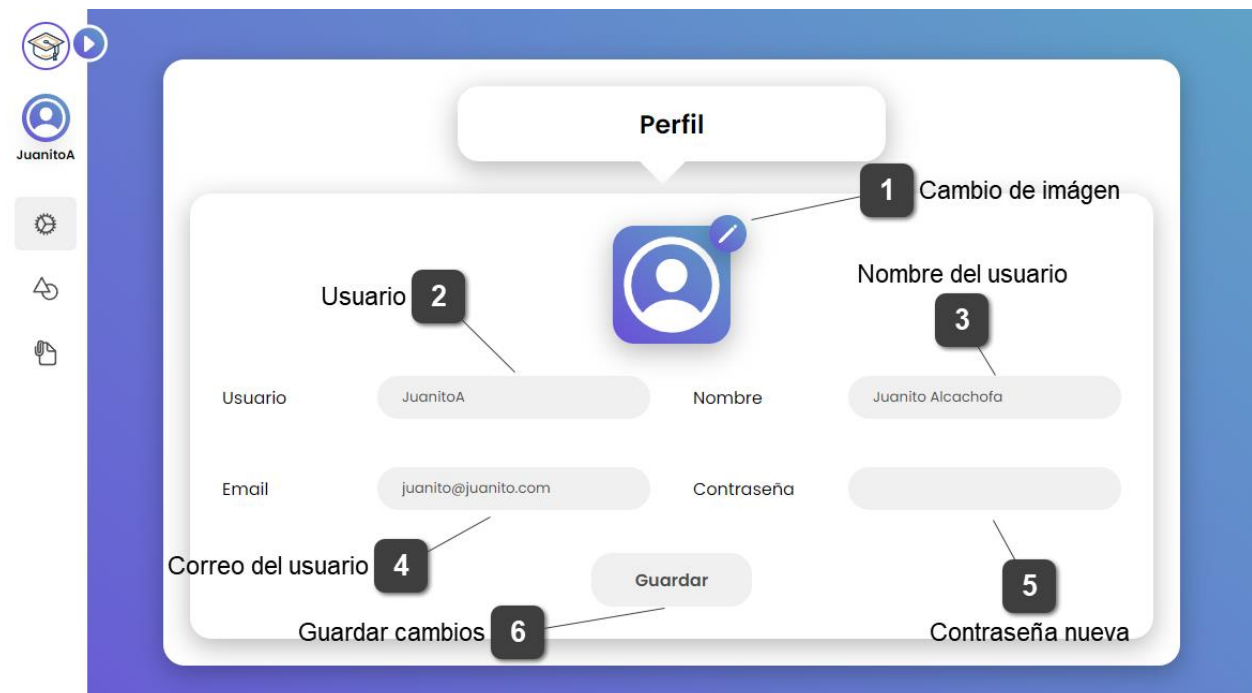 JuanitoA
Perfil
1 Cambio de imágen
Usuario 2
Nombre del usuario
3
Usuario JuanitoA Nombre Juanito Alcachofa
Email juanito@juanito.com Contraseña
Correo del usuario 4
Guardar
5
Guardar cambios 6
Contraseña nueva